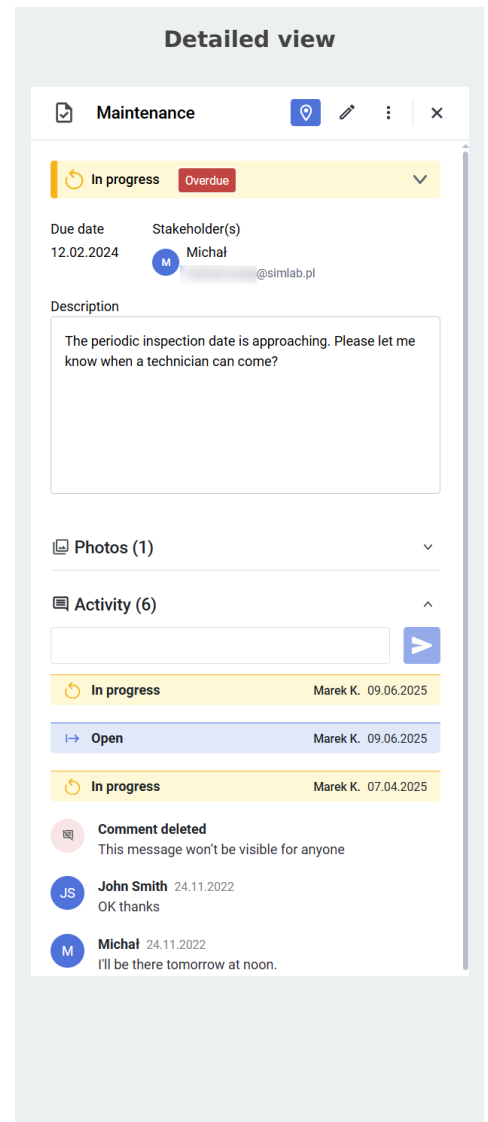 Detailed view
Maintenance
In progress Overdue
Due date Stakeholder(s)
12.02.2024 M Michał
@simlab.pl
Description
The periodic inspection date is approaching. Please let me
know when a technician can come?
Photos (1)
Activity (6)
In progress Marek K. 09.06.2025
Open Marek K. 09.06.2025
In progress Marek K. 07.04.2025
Comment deleted
This message won't be visible for anyone
JS John Smith 24.11.2022
OK thanks
M Michał 24.11.2022
I'll be there tomorrow at noon.